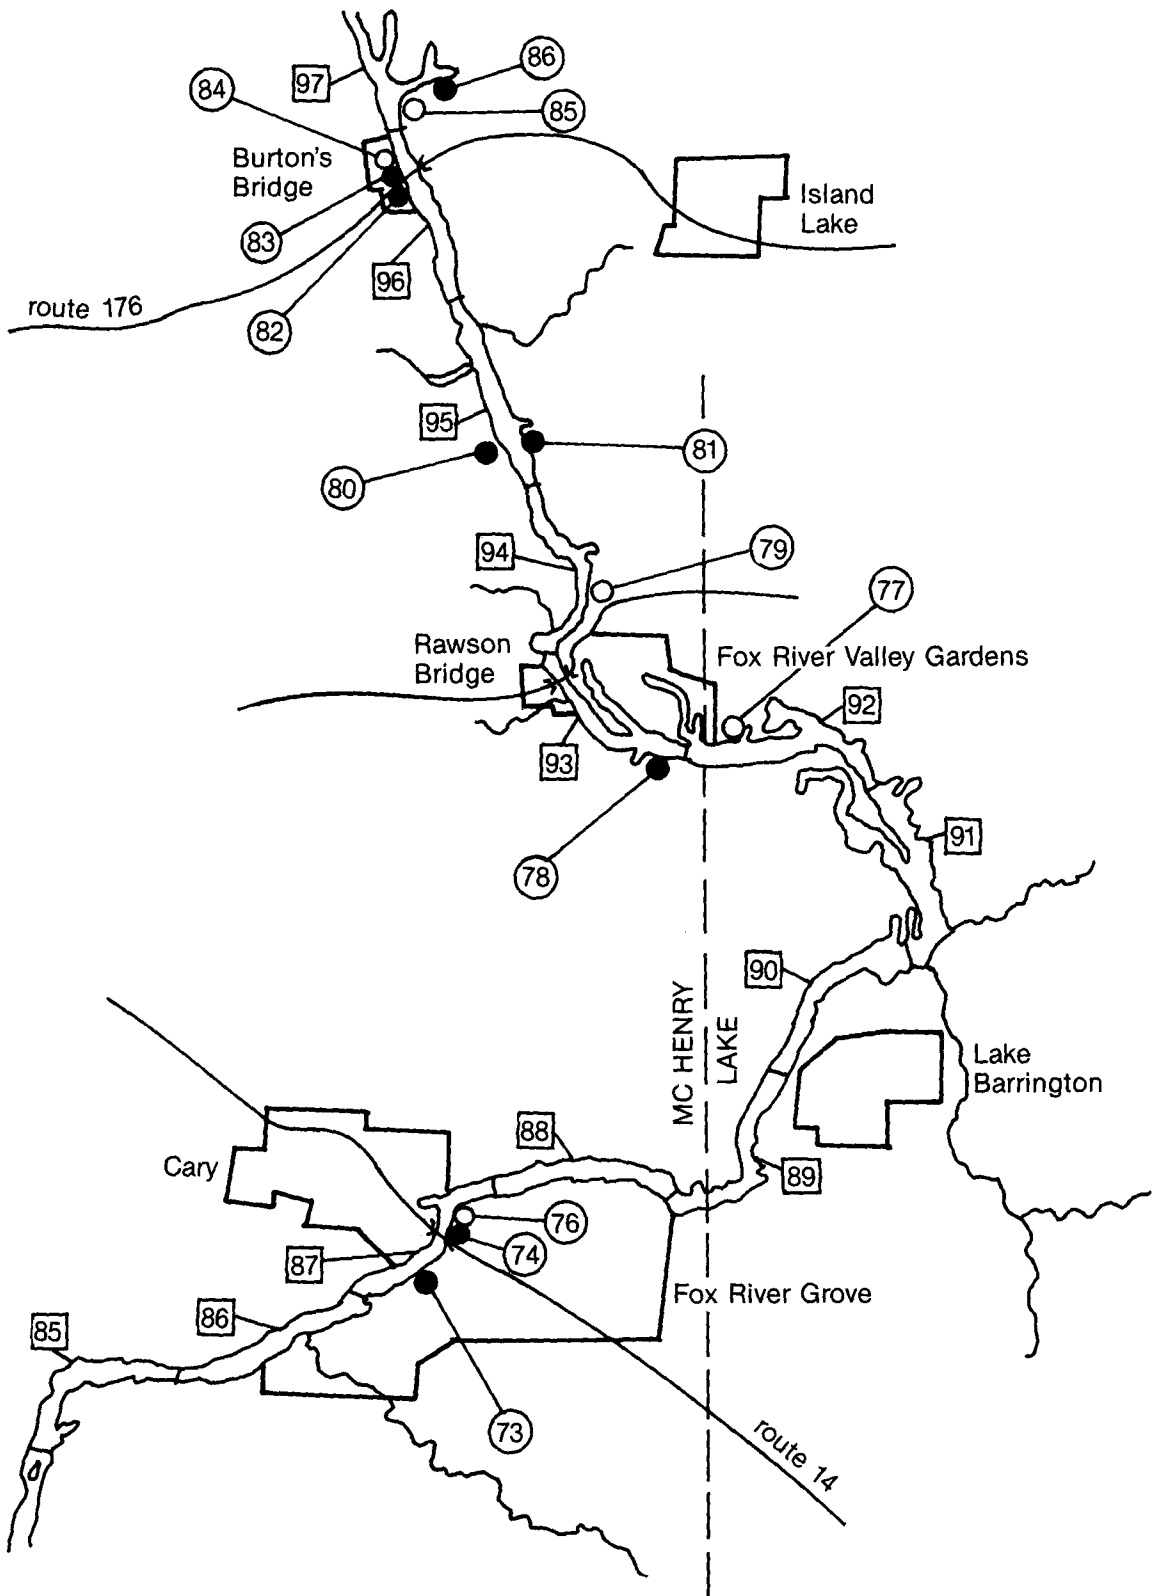 97
86
84
85
Burton's
Bridge
Island
Lake
83
96
route 176
82
95
81
80
94
79
77
Rawson
Bridge
Fox River Valley Gardens
92
93
91
78
90
MC HENRY
LAKE
Lake
Barrington
88
Cary
89
76
74
87
Fox River Grove
86
85
73
route 14